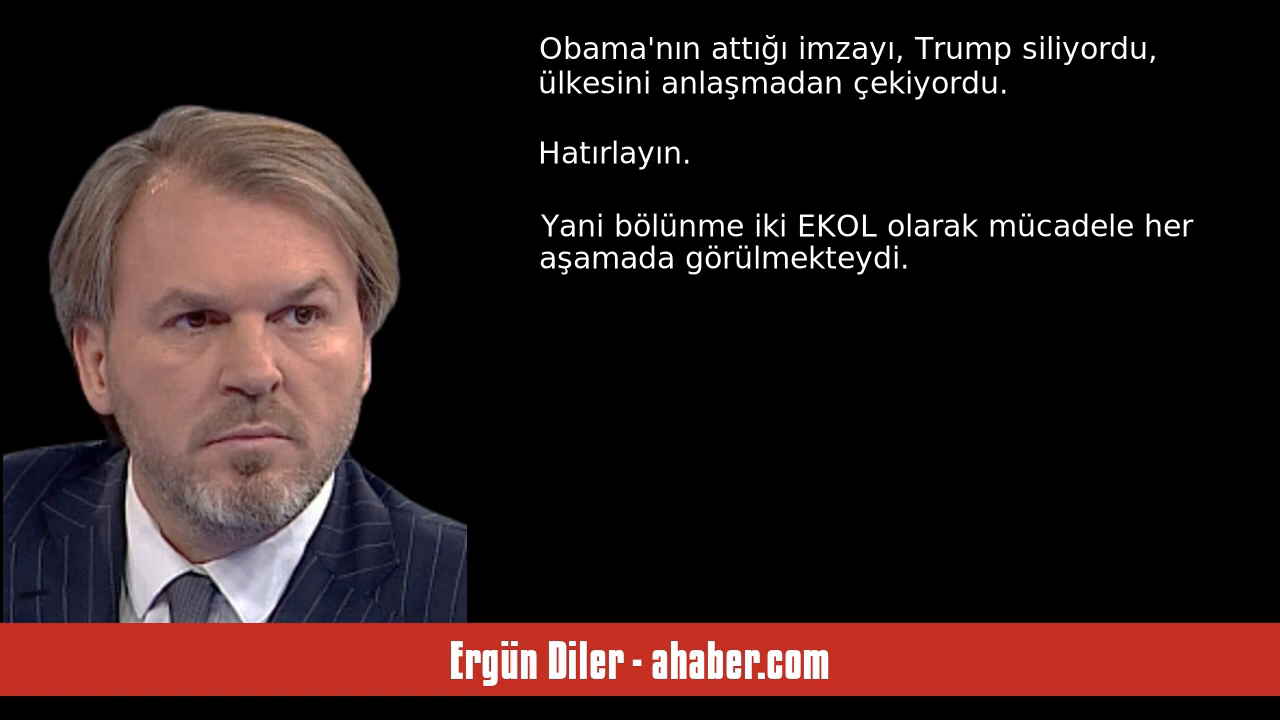 Obama'nın attığı imzayı, Trump siliyordu,
ülkesini anlaşmadan çekiyordu.
Hatırlayın.
Yani bölünme iki EKOL olarak mücadele her
aşamada görülmekteydi.
Ergün Diler - ahaber.com